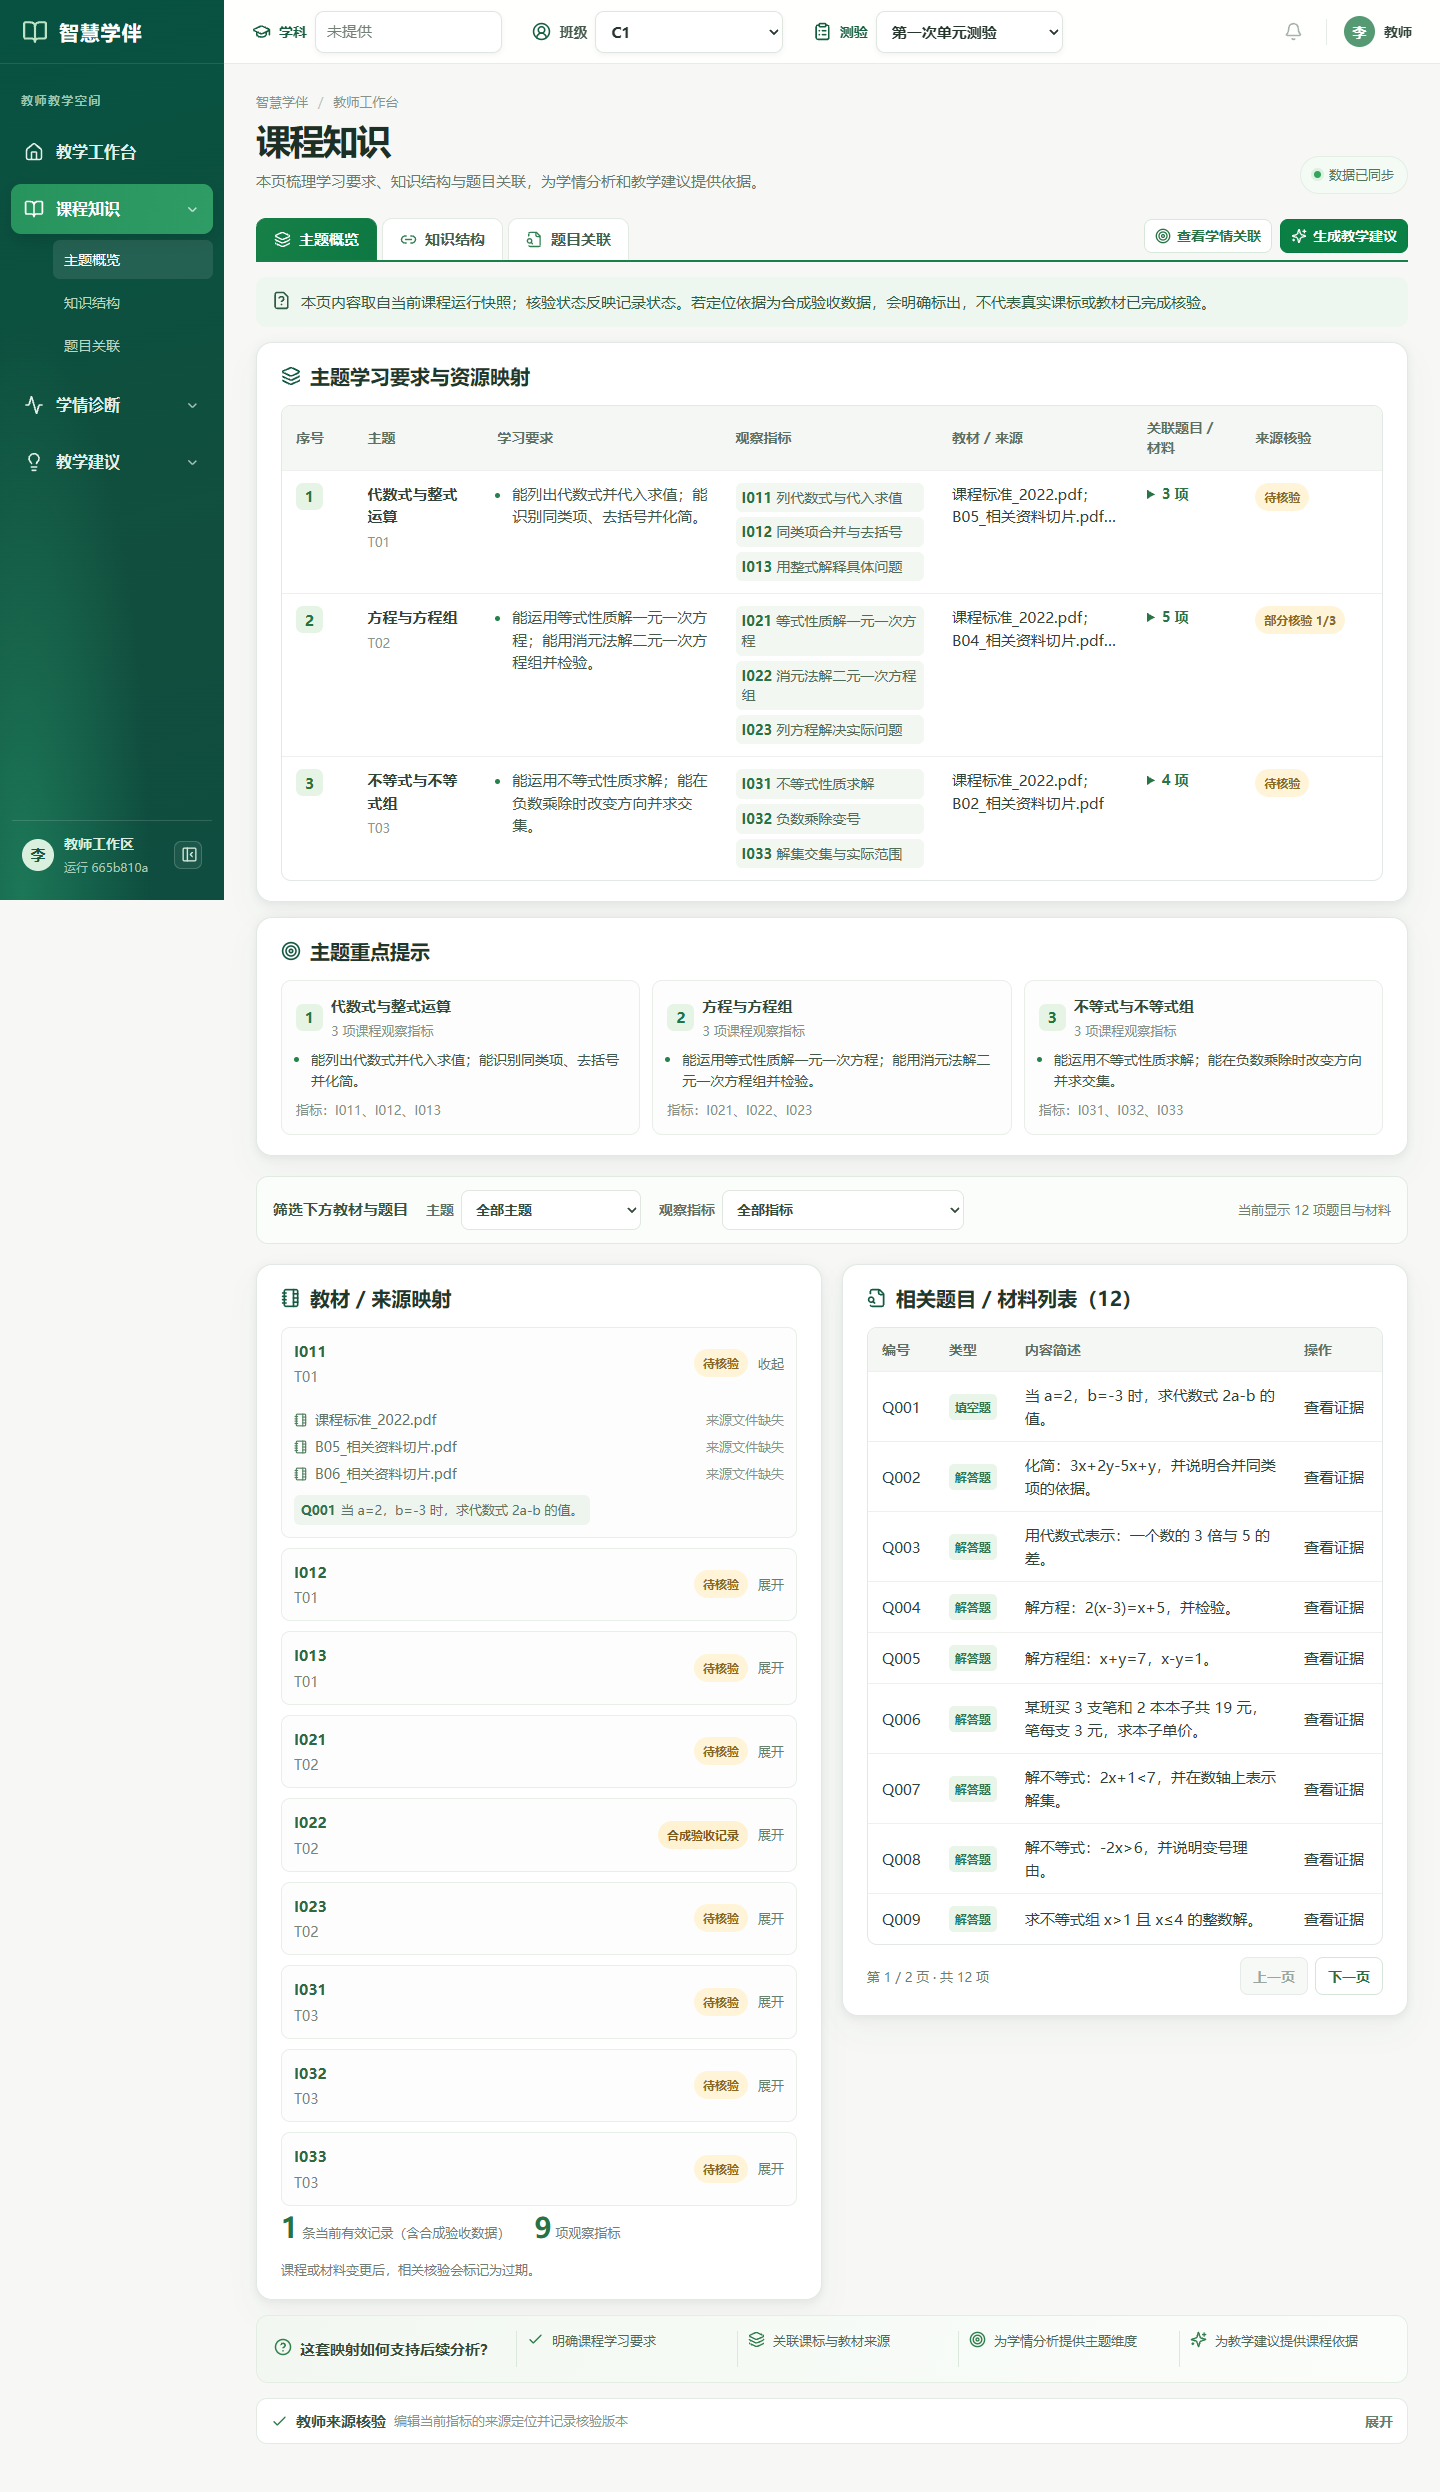 智慧学伴
学科 未提供 班级 C1 测验 第一次单元测验 李 教师
教师教学空间
教学工作台
课程知识
主题概览
知识结构
题目关联
学情诊断
教学建议
李 教师工作区
运行 665b810a
智慧学伴 / 教师工作台
课程知识
本页梳理学习要求、知识结构与题目关联，为学情分析和教学建议提供依据。
数据已同步
主题概览 知识结构 题目关联 查看学情关联 生成教学建议
本页内容取自当前课程运行快照；核验状态反映记录状态。若定位依据为合成验收数据，会明确标出，不代表真实课标或教材已完成核验。
主题学习要求与资源映射
序号 主题 学习要求 观察指标 教材 / 来源 关联题目 / 材料 来源核验
1 代数式与整式运算 T01
能列出代数式并代入求值；能识别同类项、去括号并化简。
I011 列代数式与代入求值
I012 同类项合并与去括号
I013 用整式解释具体问题
课程标准_2022.pdf;
B05_相关资料切片.pdf...
3 项
待核验
2 方程与方程组 T02
能运用等式性质解一元一次方程；能用消元法解二元一次方程组并检验。
I021 等式性质解一元一次方程
I022 消元法解二元一次方程组
I023 列方程解决实际问题
课程标准_2022.pdf;
B04_相关资料切片.pdf...
5 项
部分核验 1/3
3 不等式与不等式组 T03
能运用不等式性质求解；能在负数乘除时改变方向并求交集。
I031 不等式性质求解
I032 负数乘除变号
I033 解集交集与实际范围
课程标准_2022.pdf;
B02_相关资料切片.pdf
4 项
待核验
主题重点提示
1 代数式与整式运算
3 项课程观察指标
能列出代数式并代入求值；能识别同类项、去括号并化简。
指标：I011、I012、I013
2 方程与方程组
3 项课程观察指标
能运用等式性质解一元一次方程；能用消元法解二元一次方程组并检验。
指标：I021、I022、I023
3 不等式与不等式组
3 项课程观察指标
能运用不等式性质求解；能在负数乘除时改变方向并求交集。
指标：I031、I032、I033
筛选下方教材与题目 主题 全部主题 观察指标 全部指标 当前显示 12 项题目与材料
教材 / 来源映射
I011
T01
待核验 收起
课程标准_2022.pdf 来源文件缺失
B05_相关资料切片.pdf 来源文件缺失
B06_相关资料切片.pdf 来源文件缺失
Q001 当 a=2，b=-3 时，求代数式 2a-b 的值。
I012
T01
待核验 展开
I013
T01
待核验 展开
I021
T02
待核验 展开
I022
T02
合成验收记录 展开
I023
T02
待核验 展开
I031
T03
待核验 展开
I032
T03
待核验 展开
I033
T03
待核验 展开
1 条当前有效记录（含合成验收数据） 9 项观察指标
课程或材料变更后，相关核验会标记为过期。
相关题目 / 材料列表（12）
编号 类型 内容简述 操作
Q001 填空题 当 a=2，b=-3 时，求代数式 2a-b 的值。 查看证据
Q002 解答题 化简：3x+2y-5x+y，并说明合并同类项的依据。 查看证据
Q003 解答题 用代数式表示：一个数的 3 倍与 5 的差。 查看证据
Q004 解答题 解方程：2(x-3)=x+5，并检验。 查看证据
Q005 解答题 解方程组：x+y=7，x-y=1。 查看证据
Q006 解答题 某班买 3 支笔和 2 本本子共 19 元，笔每支 3 元，求本子单价。 查看证据
Q007 解答题 解不等式：2x+1<7，并在数轴上表示解集。 查看证据
Q008 解答题 解不等式：-2x>6，并说明变号理由。 查看证据
Q009 解答题 求不等式组 x>1 且 x≤4 的整数解。 查看证据
第 1 / 2 页 · 共 12 项 上一页 下一页
这套映射如何支持后续分析？ 明确课程学习要求 关联课标与教材来源 为学情分析提供主题维度 为教学建议提供课程依据
教师来源核验 编辑当前指标的来源定位并记录核验版本 展开